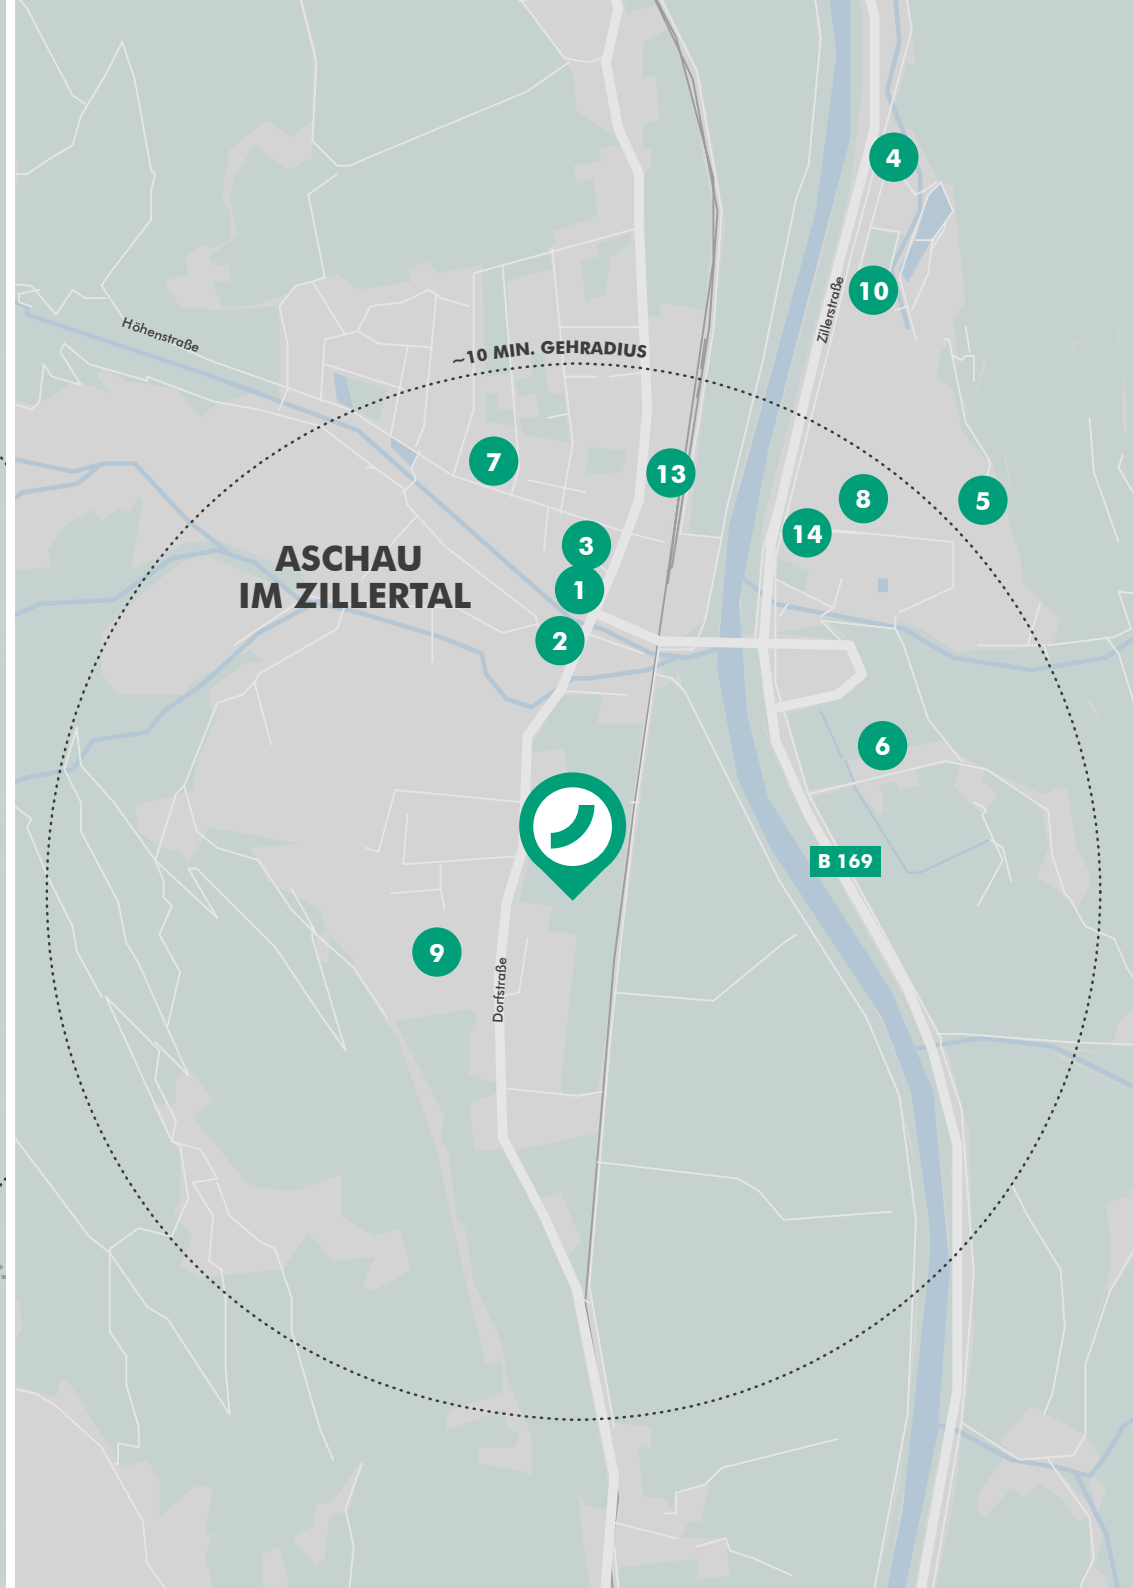 4
10
Zillerstraße
Höhenstraße
~10 MIN. GEHRADIUS
7
13
8
5
14
3
ASCHAU
IM ZILLERTAL
1
2
6
B 169
9
Dorfstraße